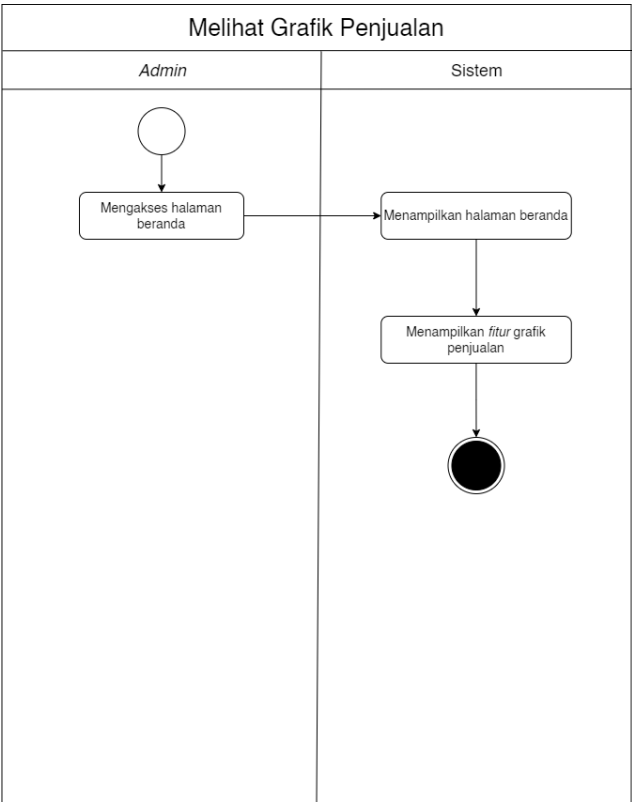 Melihat Grafik Penjualan
Admin
Sistem
Mengakses halaman
beranda
Menampilkan halaman beranda
Menampilkan fitur grafik
penjualan